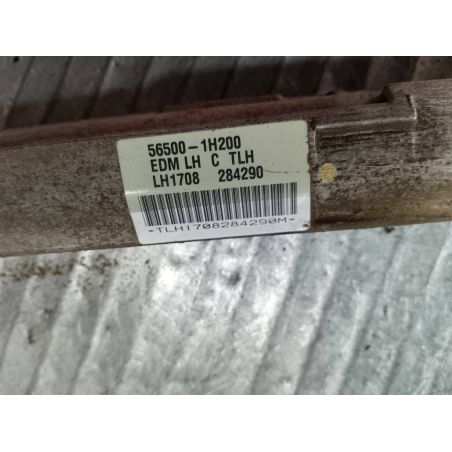 56500-1H200
EDM LH C TLH
LH1708 284290
-TLH1708284290M-